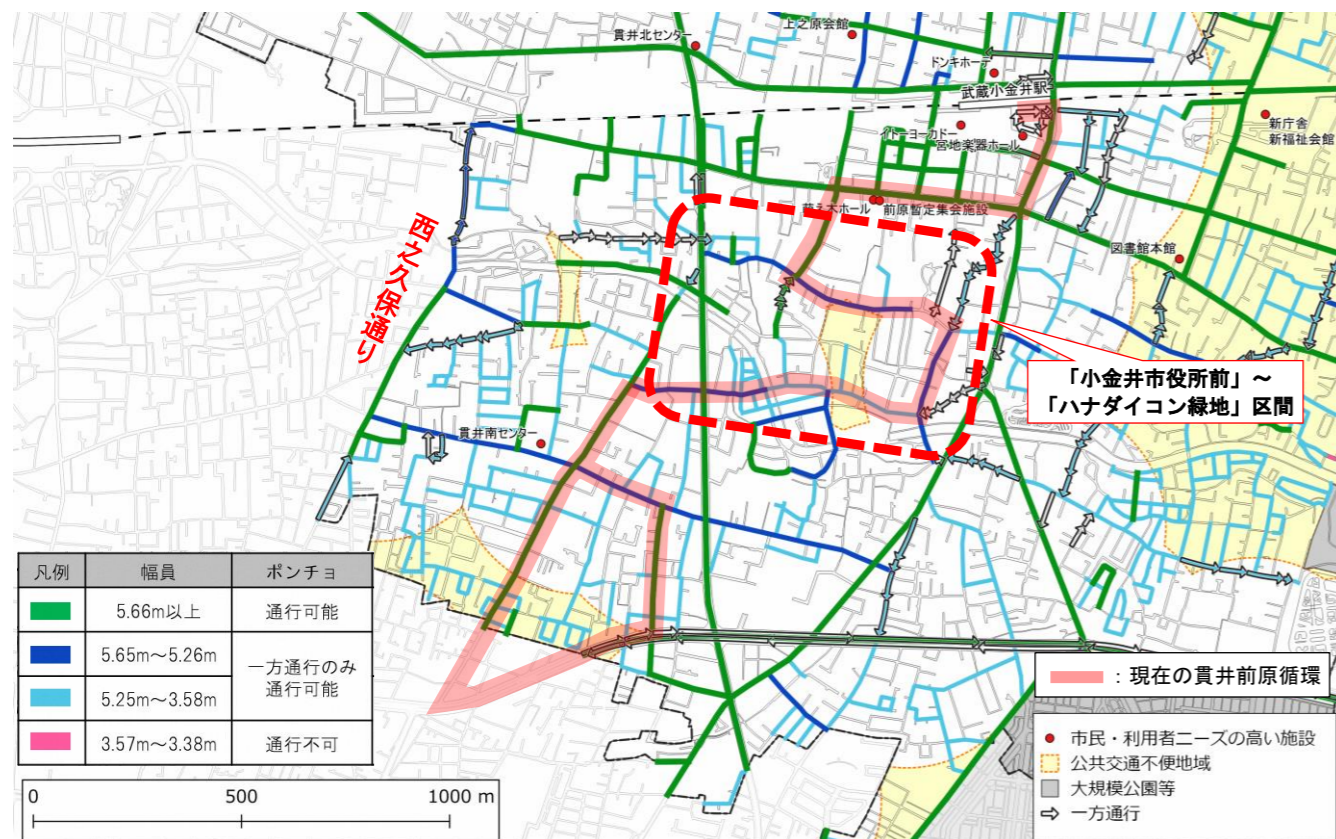 貫井北センター
上之原会館
ドンキホーテ
武蔵小金井駅
新庁舎
新福祉会館
イトーヨーカドー
宮地楽器ホール
萌え木ホール
前原暫定集会施設
図書館本館
西之久保通り
「小金井市役所前」～
「ハナダイコン緑地」区間
貫井南センター
凡例 幅員 ポンチョ
5.66m以上 通行可能
5.65m～5.26m 一方通行のみ
通行可能
5.25m～3.58m
3.57m～3.38m 通行不可
：現在の貫井前原循環
市民・利用者ニーズの高い施設
公共交通不便地域
大規模公園等
一方通行
0 500 1000 m